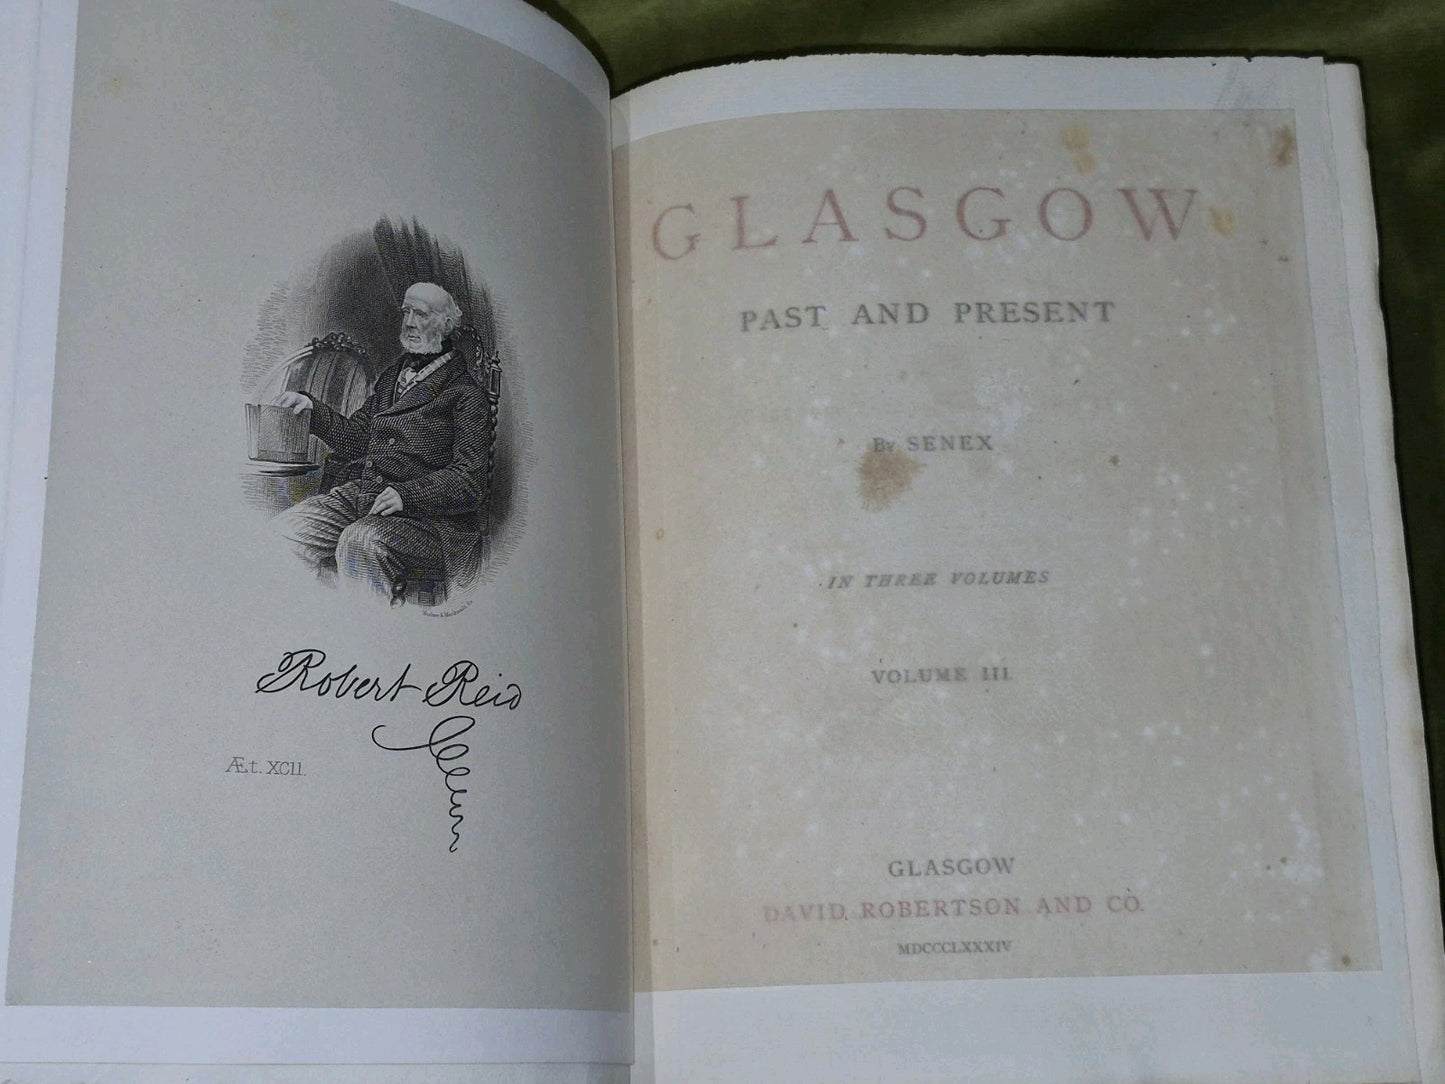 Robert Reid
Æt. XCII.
GLASGOW
PAST AND PRESENT
By SENEX
IN THREE VOLUMES
VOLUME III
GLASGOW
DAVID ROBERTSON AND CO.
MDCCCLXXXIV